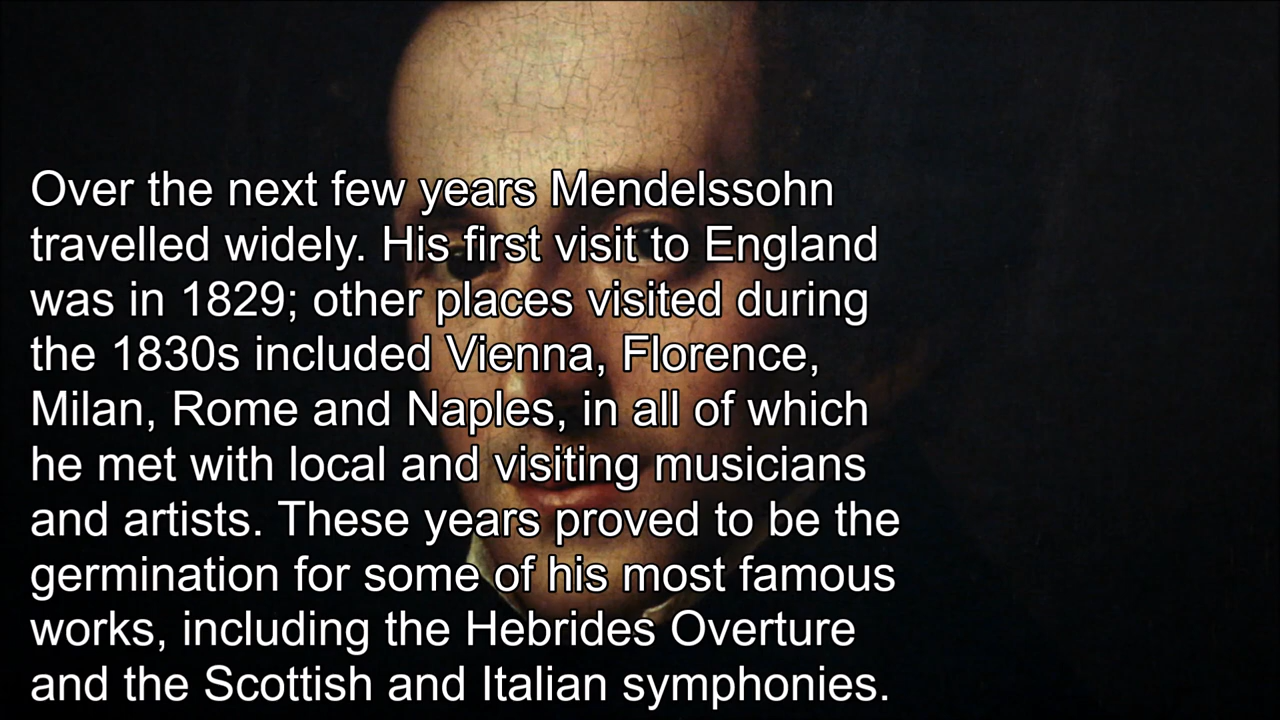 Over the next few years Mendelssohn
travelled widely. His first visit to England
was in 1829; other places visited during
the 1830s included Vienna, Florence,
Milan, Rome and Naples, in all of which
he met with local and visiting musicians
and artists. These years proved to be the
germination for some of his most famous
works, including the Hebrides Overture
and the Scottish and Italian symphonies.